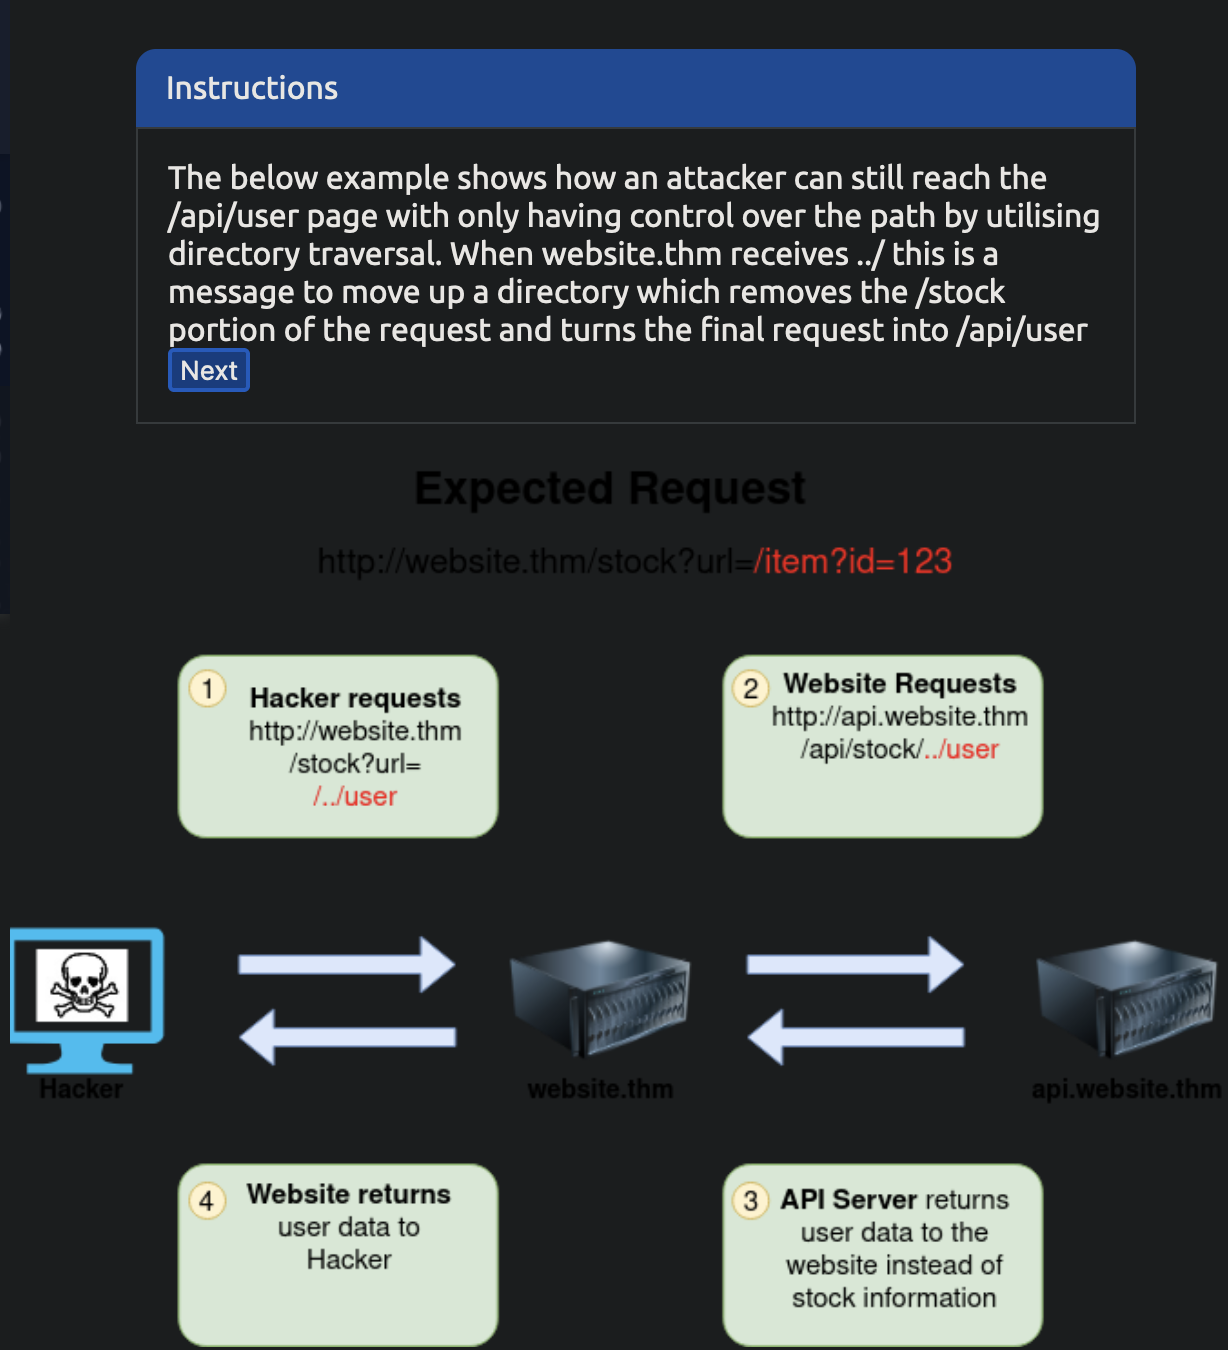 Instructions
The below example shows how an attacker can still reach the
/api/user page with only having control over the path by utilising
directory traversal. When website.thm receives ../ this is a
message to move up a directory which removes the /stock
portion of the request and turns the final request into /api/user
Next
Expected Request
http://website.thm/stock?url=/item?id=123
1
Hacker requests
http://website.thm
/stock?url=
/../user
2
Website Requests
http://api.website.thm
/api/stock/../user
Hacker
website.thm
api.website.thm
4
Website returns
user data to
Hacker
3
API Server returns
user data to the
website instead of
stock information